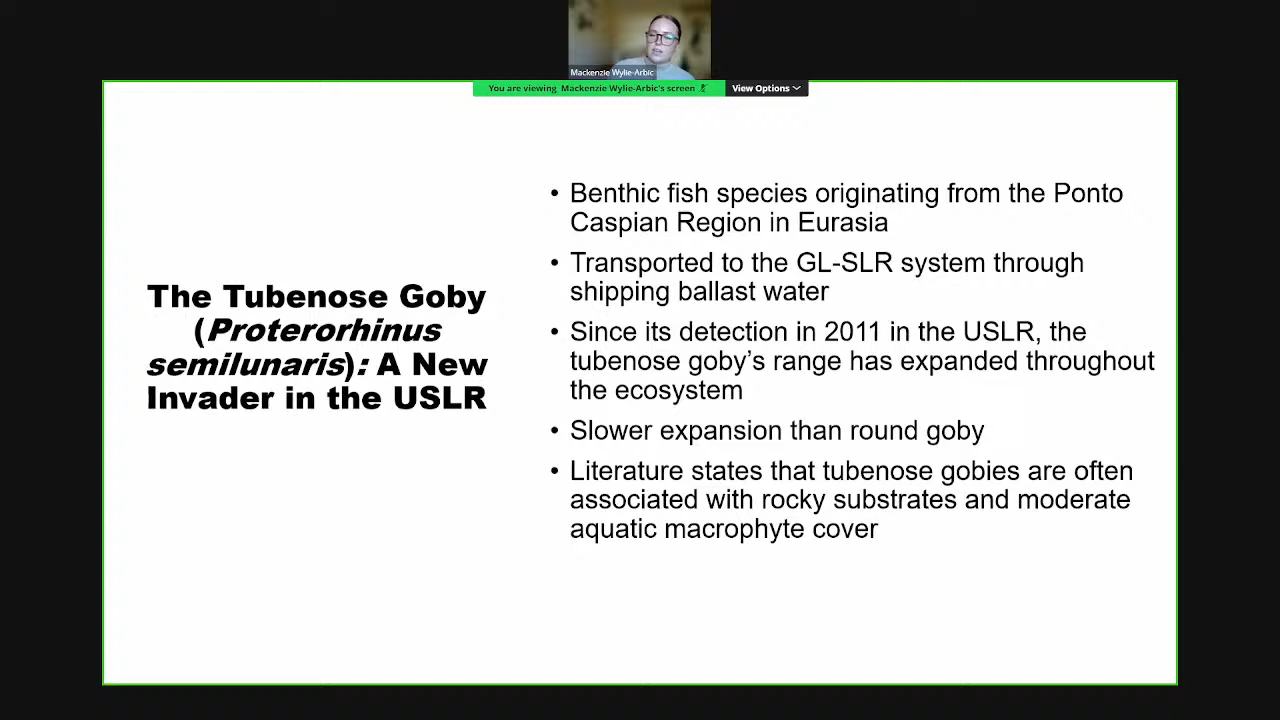 Mackenzie Wylie-Arbic
You are viewing Mackenzie Wylie-Arbic's screen
View Options
The Tubenose Goby
(Proterorhinus
semilunaris): A New
Invader in the USLR
• Benthic fish species originating from the Ponto
Caspian Region in Eurasia
• Transported to the GL-SLR system through
shipping ballast water
• Since its detection in 2011 in the USLR, the
tubenose goby’s range has expanded throughout
the ecosystem
• Slower expansion than round goby
• Literature states that tubenose gobies are often
associated with rocky substrates and moderate
aquatic macrophyte cover